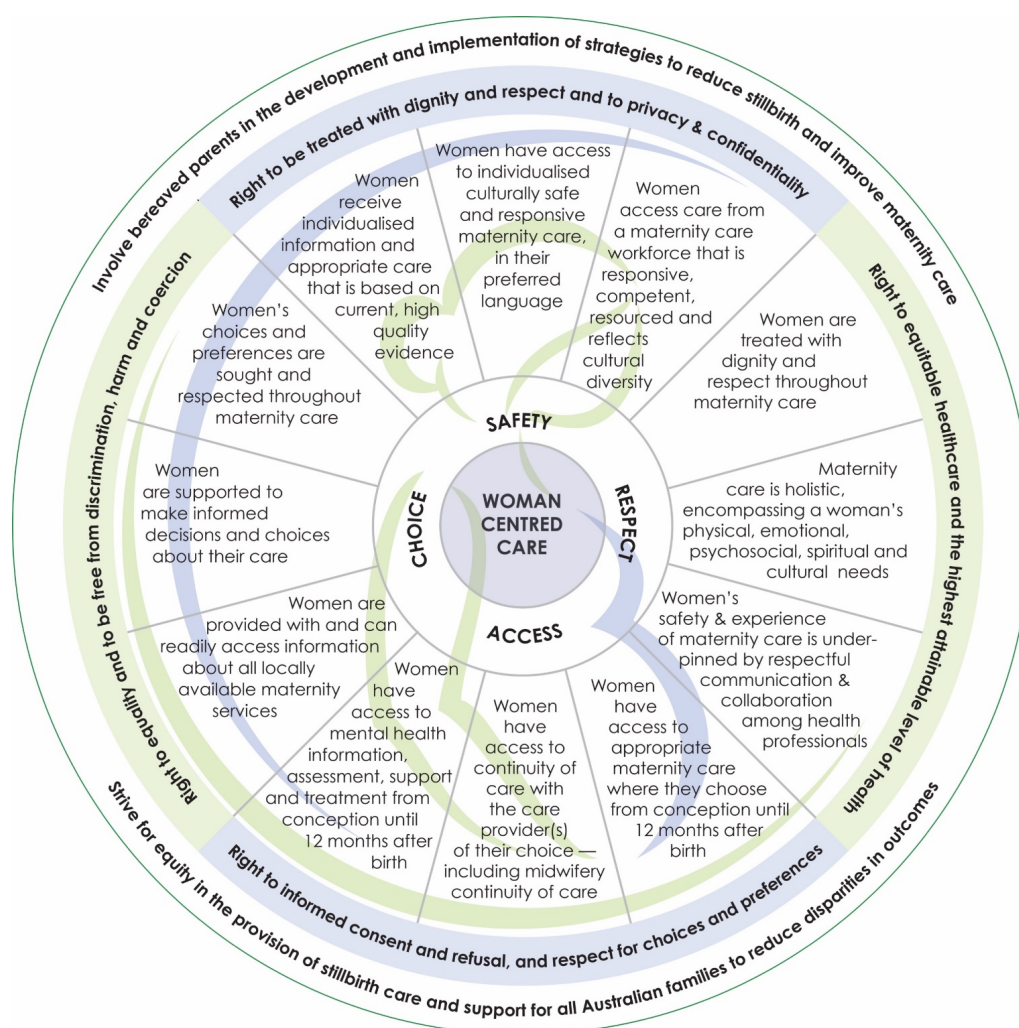 Involve bereaved parents in the development and implementation of strategies to reduce stillbirth and improve maternity care
Right to be treated with dignity and respect and to privacy & confidentiality
Right to equitable healthcare and the highest attainable level of health
Right to informed consent and refusal, and respect for choices and preferences
Right to equality and to be free from discrimination, harm and coercion
Strive for equity in the provision of stillbirth care and support for all Australian families to reduce disparities in outcomes
WOMAN
CENTRED
CARE
SAFETY
RESPECT
ACCESS
CHOICE
Women
receive
individualised
information and
appropriate care
that is based on
current, high
quality
evidence
Women have access
to individualised
culturally safe
and responsive
maternity care,
in their
preferred
language
Women
access care from
a maternity care
workforce that is
responsive,
competent,
resourced and
reflects
cultural
diversity
Women are
treated with
dignity and
respect throughout
maternity care
Maternity
care is holistic,
encompassing a woman's
physical, emotional,
psychosocial, spiritual and
cultural needs
Women's
safety & experience
of maternity care is under-
pinned by respectful
communication &
collaboration
among health
professionals
Women
have
access to
appropriate
maternity care
where they choose
from conception until
12 months after
birth
Women
have
access to
continuity of
care with
the care
provider(s)
of their choice —
including midwifery
continuity of care
Women
have
access to
mental health
information,
assessment, support
and treatment from
conception until
12 months after
birth
Women are
provided with and can
readily access information
about all locally
available maternity
services
Women
are supported to
make informed
decisions and choices
about their care
Women's
choices and
preferences are
sought and
respected throughout
maternity care